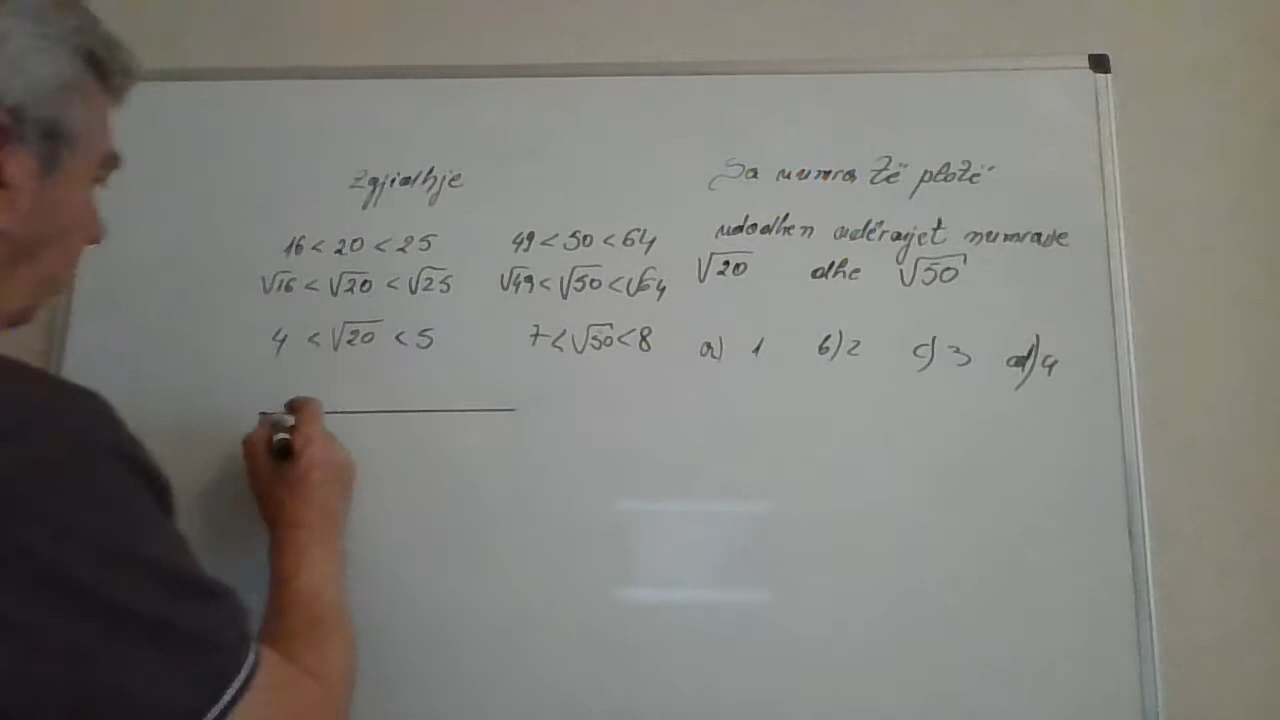 Zgjidhje
16 < 20 < 25
√16 < √20 < √25
4 < √20 < 5
49 < 50 < 64
√49 < √50 < √64
7 < √50 < 8
Sa numra të plotë
ndodhen ndërmjet numrave
√20 dhe √50
a) 1 b) 2 c) 3 d) 4